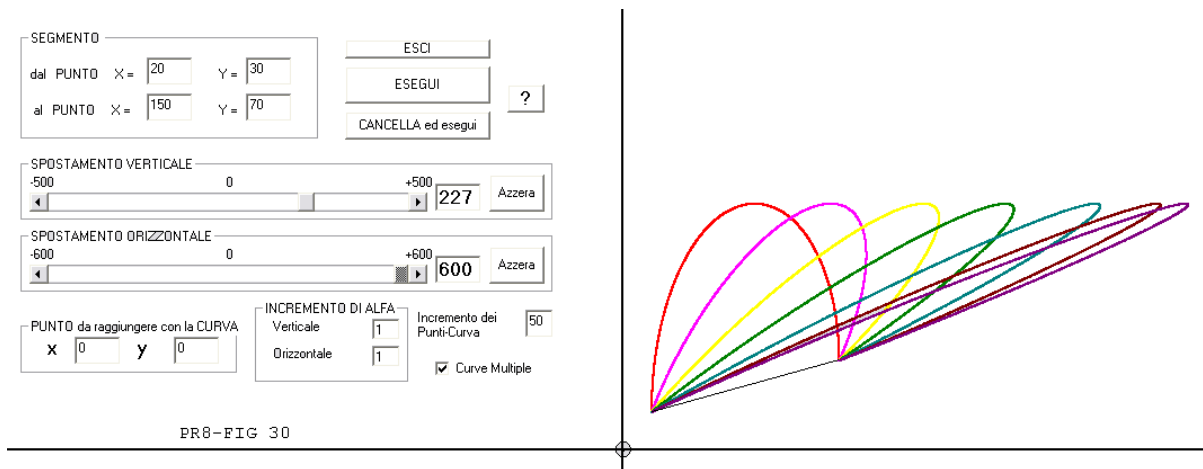 SEGMENTO
dal PUNTO X = 20 Y = 30
al PUNTO X = 150 Y = 70
ESCI
ESEGUI
CANCELLA ed esegui
?
SPOSTAMENTO VERTICALE
-500 0 +500
227 Azzera
SPOSTAMENTO ORIZZONTALE
-600 0 +600
600 Azzera
PUNTO da raggiungere con la CURVA
x 0 y 0
INCREMENTO DI ALFA
Verticale 1
Orizzontale 1
Incremento dei
Punti-Curva
50
Curve Multiple
PR8-FIG 30